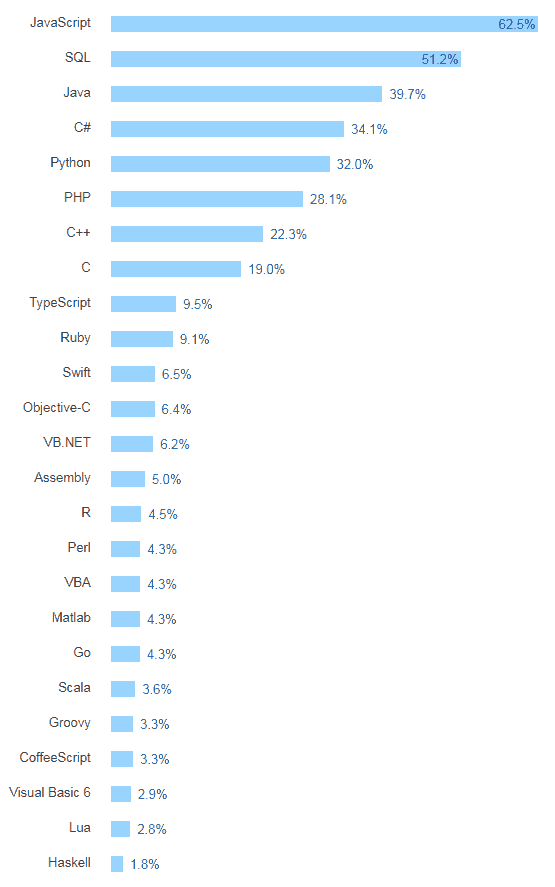 JavaScript 62.5%
SQL 51.2%
Java 39.7%
C# 34.1%
Python 32.0%
PHP 28.1%
C++ 22.3%
C 19.0%
TypeScript 9.5%
Ruby 9.1%
Swift 6.5%
Objective-C 6.4%
VB.NET 6.2%
Assembly 5.0%
R 4.5%
Perl 4.3%
VBA 4.3%
Matlab 4.3%
Go 4.3%
Scala 3.6%
Groovy 3.3%
CoffeeScript 3.3%
Visual Basic 6 2.9%
Lua 2.8%
Haskell 1.8%